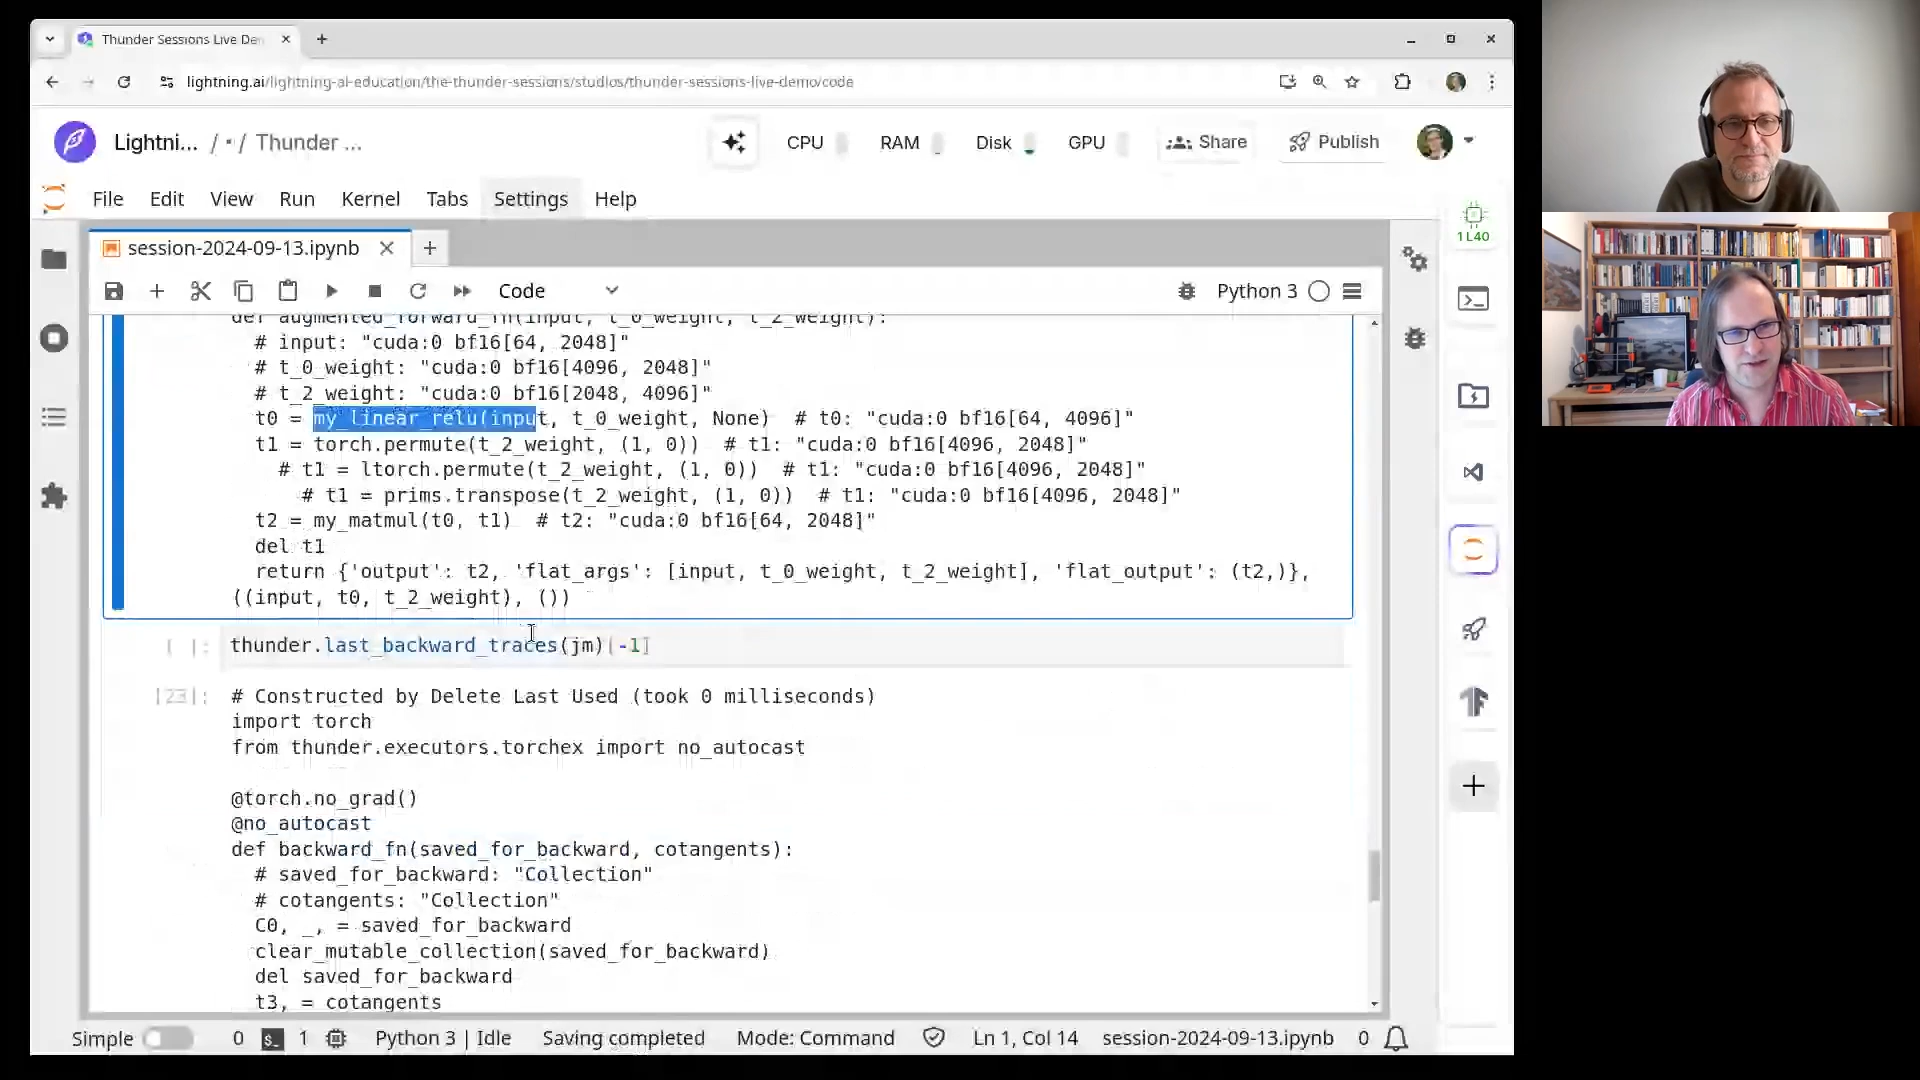 Thunder Sessions Live De
lightning.ai/lightning-ai-education/the-thunder-sessions/studios/thunder-sessions-live-demo/code
Lightni... / · / Thunder ...
CPU RAM Disk GPU Share Publish
File Edit View Run Kernel Tabs Settings Help
1 L40
session-2024-09-13.ipynb
Code
Python 3
def augmented_forward_fn(input, t_0_weight, t_2_weight):
# input: "cuda:0 bf16[64, 2048]"
# t_0_weight: "cuda:0 bf16[4096, 2048]"
# t_2_weight: "cuda:0 bf16[2048, 4096]"
t0 = my_linear_relu(input, t_0_weight, None) # t0: "cuda:0 bf16[64, 4096]"
t1 = torch.permute(t_2_weight, (1, 0)) # t1: "cuda:0 bf16[4096, 2048]"
# t1 = ltorch.permute(t_2_weight, (1, 0)) # t1: "cuda:0 bf16[4096, 2048]"
# t1 = prims.transpose(t_2_weight, (1, 0)) # t1: "cuda:0 bf16[4096, 2048]"
t2 = my_matmul(t0, t1) # t2: "cuda:0 bf16[64, 2048]"
del t1
return {'output': t2, 'flat_args': [input, t_0_weight, t_2_weight], 'flat_output': (t2,)},
((input, t0, t_2_weight), ())
[ ]: thunder.last_backward_traces(jm)[-1]
[23]: # Constructed by Delete Last Used (took 0 milliseconds)
import torch
from thunder.executors.torchex import no_autocast
@torch.no_grad()
@no_autocast
def backward_fn(saved_for_backward, cotangents):
# saved_for_backward: "Collection"
# cotangents: "Collection"
C0, _, = saved_for_backward
clear_mutable_collection(saved_for_backward)
del saved_for_backward
t3, = cotangents
Simple 0 $_ 1 Python 3 | Idle Saving completed Mode: Command Ln 1, Col 14 session-2024-09-13.ipynb 0